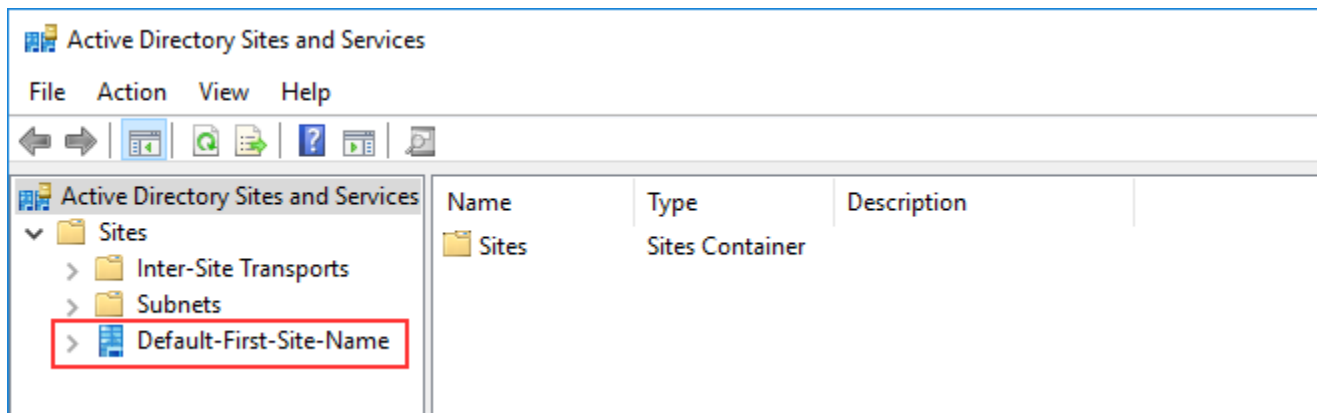 Active Directory Sites and Services
File Action View Help
Active Directory Sites and Services
Sites
Inter-Site Transports
Subnets
Default-First-Site-Name
Name Type Description
Sites Sites Container